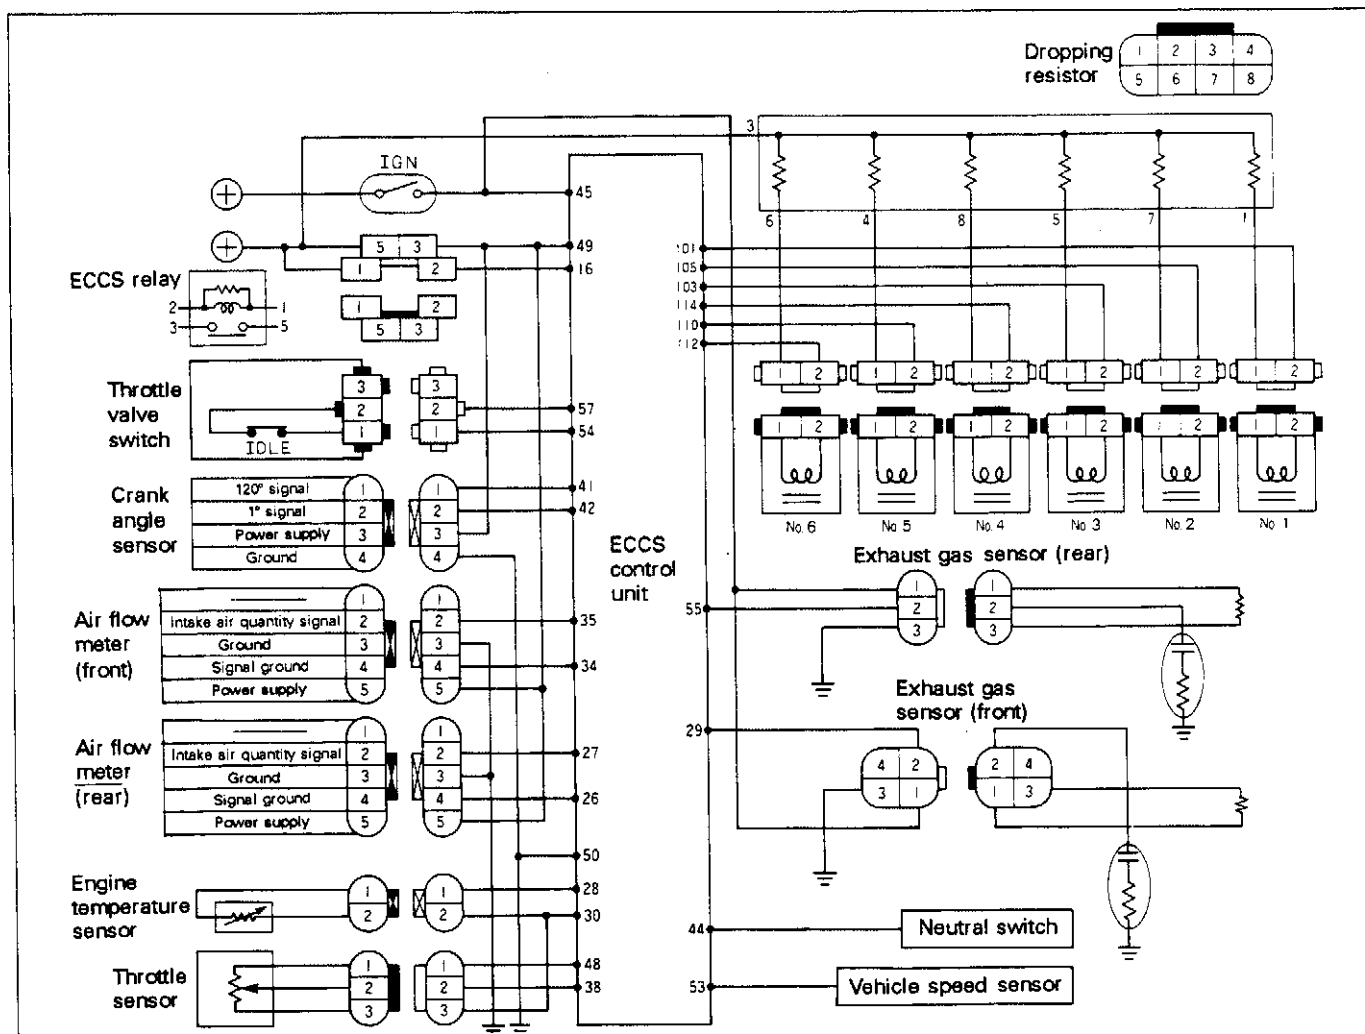 Dropping
resistor
1 2 3 4
5 6 7 8
3
IGN
45
6 4 8 5 7 1
5 3
49
1 2
16
101
105
103
114
110
112
ECCS relay
2 1
3 5
1 2
5 3
1 2 1 2 1 2 1 2 1 2 1 2
Throttle
valve
switch
IDLE
3
2
1
3
2
1
57
54
1 2 1 2 1 2 1 2 1 2 1 2
No. 6 No. 5 No. 4 No. 3 No. 2 No. 1
Crank
angle
sensor
120° signal 1 1 41
1° signal 2 2 42
Power supply 3 3
Ground 4 4
ECCS
control
unit
Exhaust gas sensor (rear)
55
1
2
3
1
2
3
Air flow
meter
(front)
1 1
Intake air quantity signal 2 2 35
Ground 3 3
Signal ground 4 4 34
Power supply 5 5
Exhaust gas
sensor (front)
29
4 2
3 1
2 4
1 3
Air flow
meter
(rear)
1 1
Intake air quantity signal 2 2 27
Ground 3 3
Signal ground 4 4 26
Power supply 5 5
50
Engine
temperature
sensor
1 1 28
2 2 30
44 Neutral switch
Throttle
sensor
1 1 48
2 2 38
3 3
53 Vehicle speed sensor